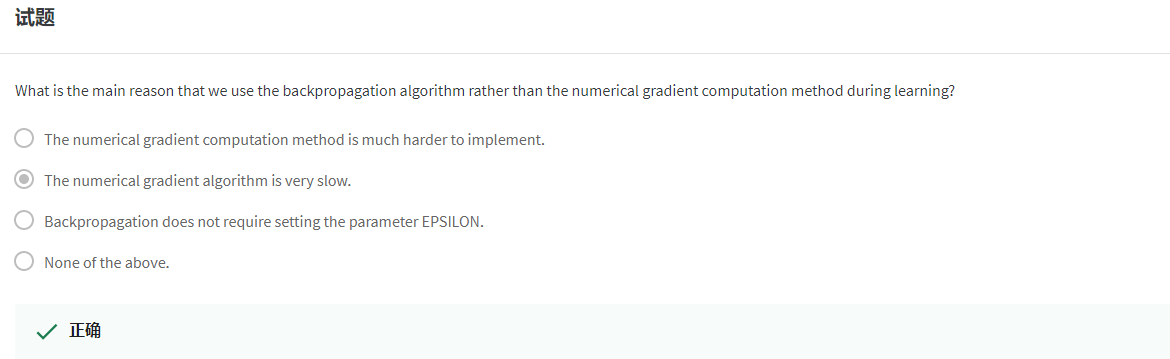 试题
What is the main reason that we use the backpropagation algorithm rather than the numerical gradient computation method during learning?
The numerical gradient computation method is much harder to implement.
The numerical gradient algorithm is very slow.
Backpropagation does not require setting the parameter EPSILON.
None of the above.
正确